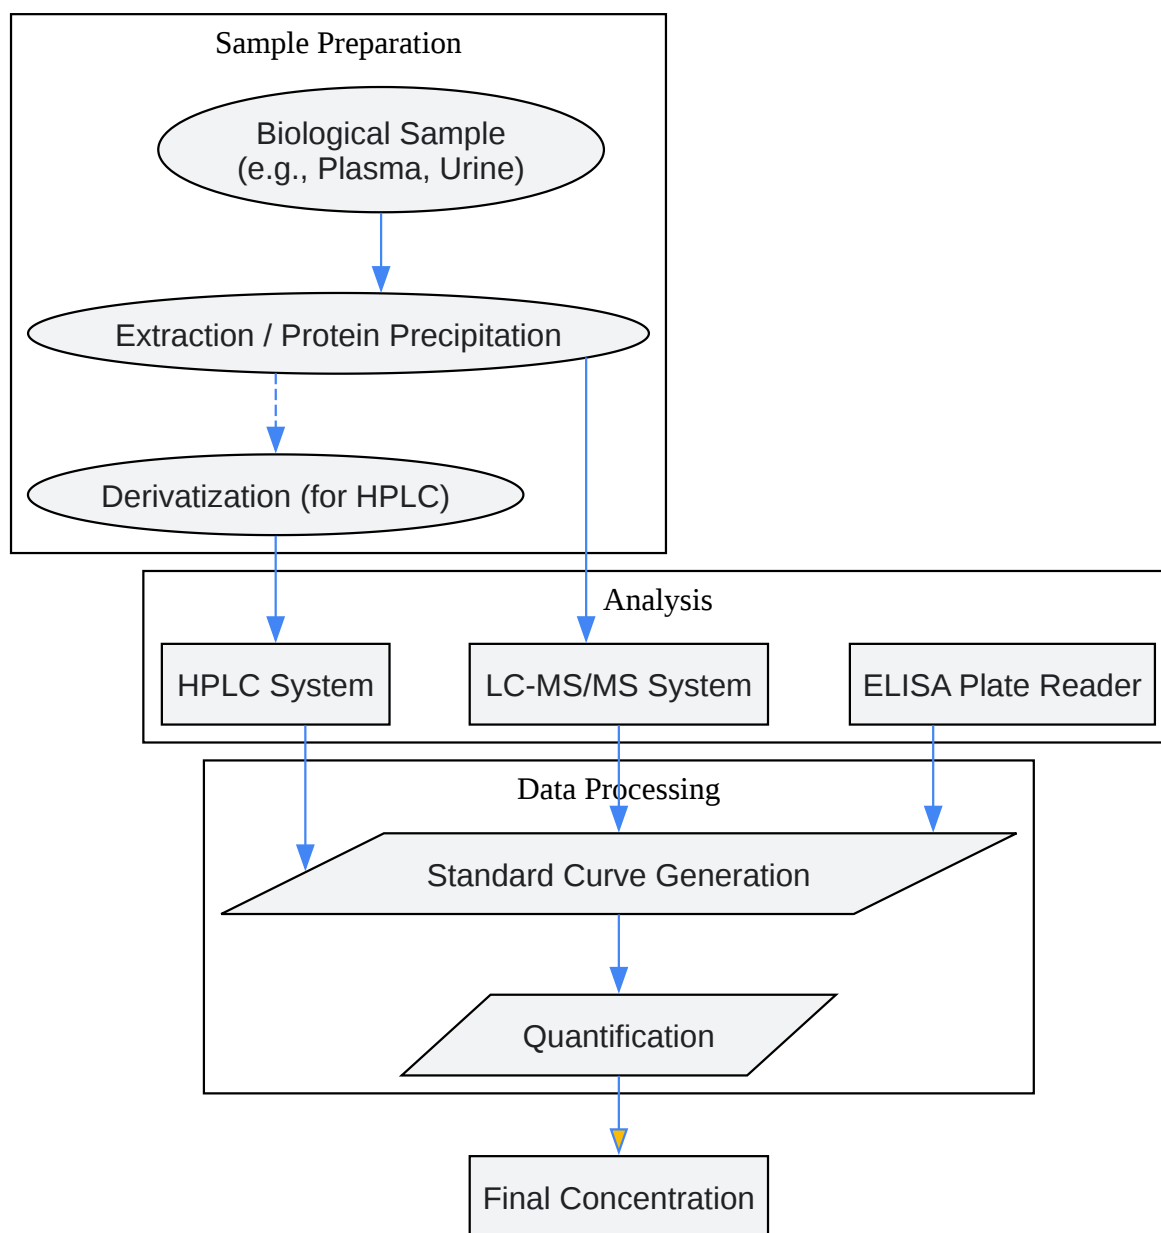 Sample Preparation
Biological Sample
(e.g., Plasma, Urine)
Extraction / Protein Precipitation
Derivatization (for HPLC)
Analysis
HPLC System
LC-MS/MS System
ELISA Plate Reader
Data Processing
Standard Curve Generation
Quantification
Final Concentration